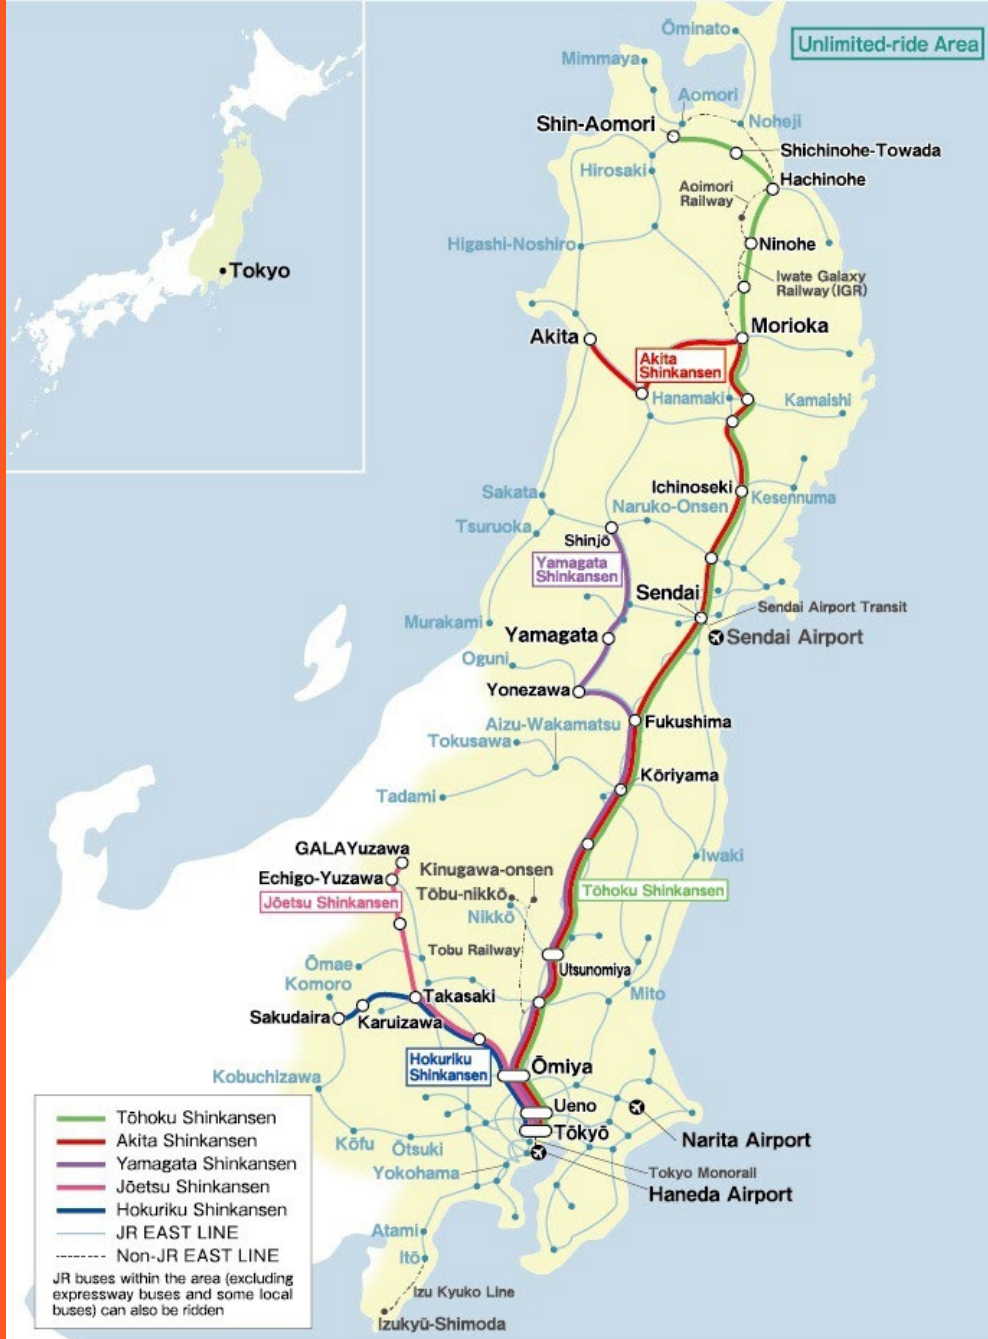 Unlimited-ride Area
Ōminato
Mimmaya
Aomori
Shin-Aomori
Noheji
Shichinohe-Towada
Hirosaki
Hachinohe
Aoimori
Railway
Higashi-Noshiro
Ninohe
Tokyo
Iwate Galaxy
Railway(IGR)
Morioka
Akita
Akita
Shinkansen
Hanamaki
Kamaishi
Ichinoseki
Sakata
Kesennuma
Naruko-Onsen
Tsuruoka
Shinjō
Yamagata
Shinkansen
Sendai
Sendai Airport Transit
Murakami
Yamagata
Sendai Airport
Oguni
Yonezawa
Aizu-Wakamatsu
Fukushima
Tokusawa
Kōriyama
Tadami
GALAYuzawa
Iwaki
Kinugawa-onsen
Echigo-Yuzawa
Tōhoku Shinkansen
Tōbu-nikkō
Jōetsu Shinkansen
Nikkō
Tobu Railway
Ōmae
Utsunomiya
Komoro
Takasaki
Mito
Sakudaira
Karuizawa
Hokuriku
Shinkansen
Ōmiya
Kobuchizawa
Ueno
Tōkyō
Narita Airport
Kōfu
Ōtsuki
Yokohama
Tokyo Monorail
Haneda Airport
Atami
Itō
Izu Kyuko Line
Izukyū-Shimoda
Tōhoku Shinkansen
Akita Shinkansen
Yamagata Shinkansen
Jōetsu Shinkansen
Hokuriku Shinkansen
JR EAST LINE
Non-JR EAST LINE
JR buses within the area (excluding
expressway buses and some local
buses) can also be ridden